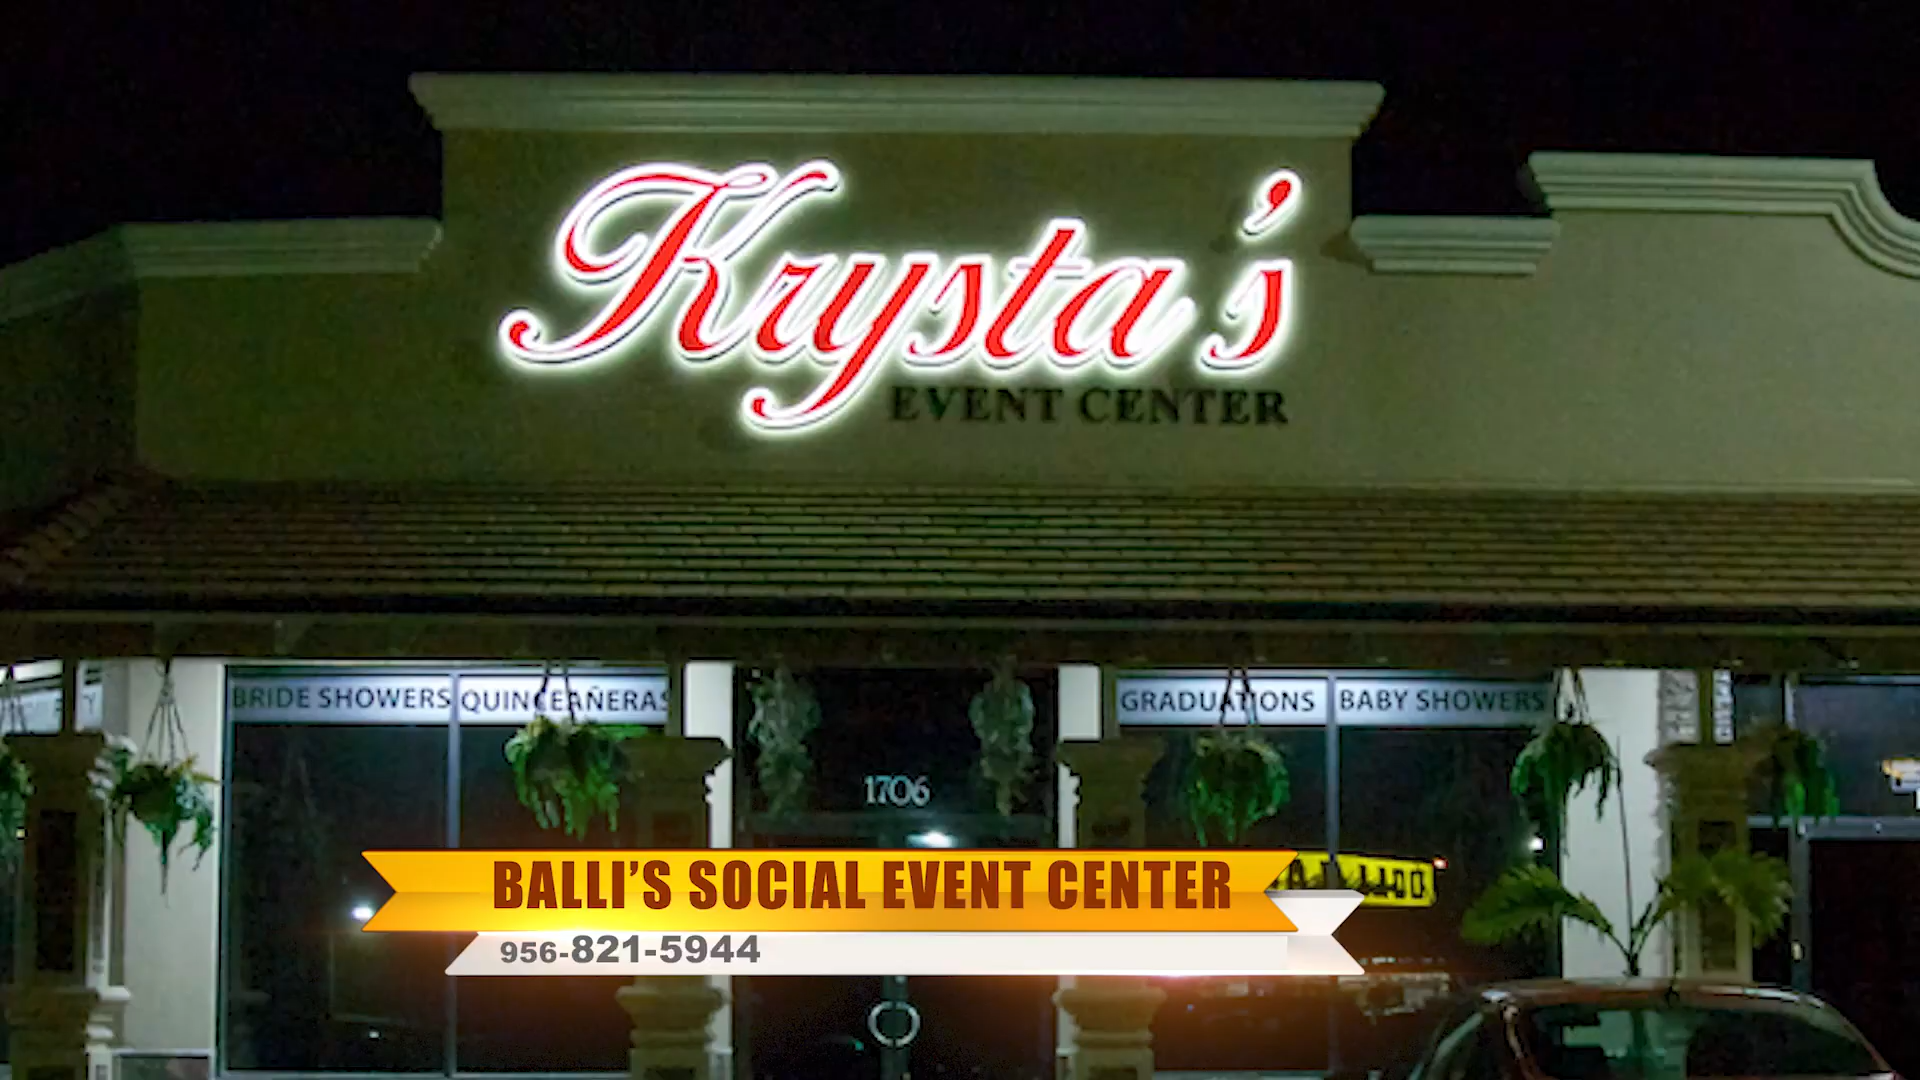 Krysta's
EVENT CENTER
BRIDE SHOWERS
QUINCEAÑERAS
GRADUATIONS
BABY SHOWERS
1706
BALLI'S SOCIAL EVENT CENTER
956-821-5944